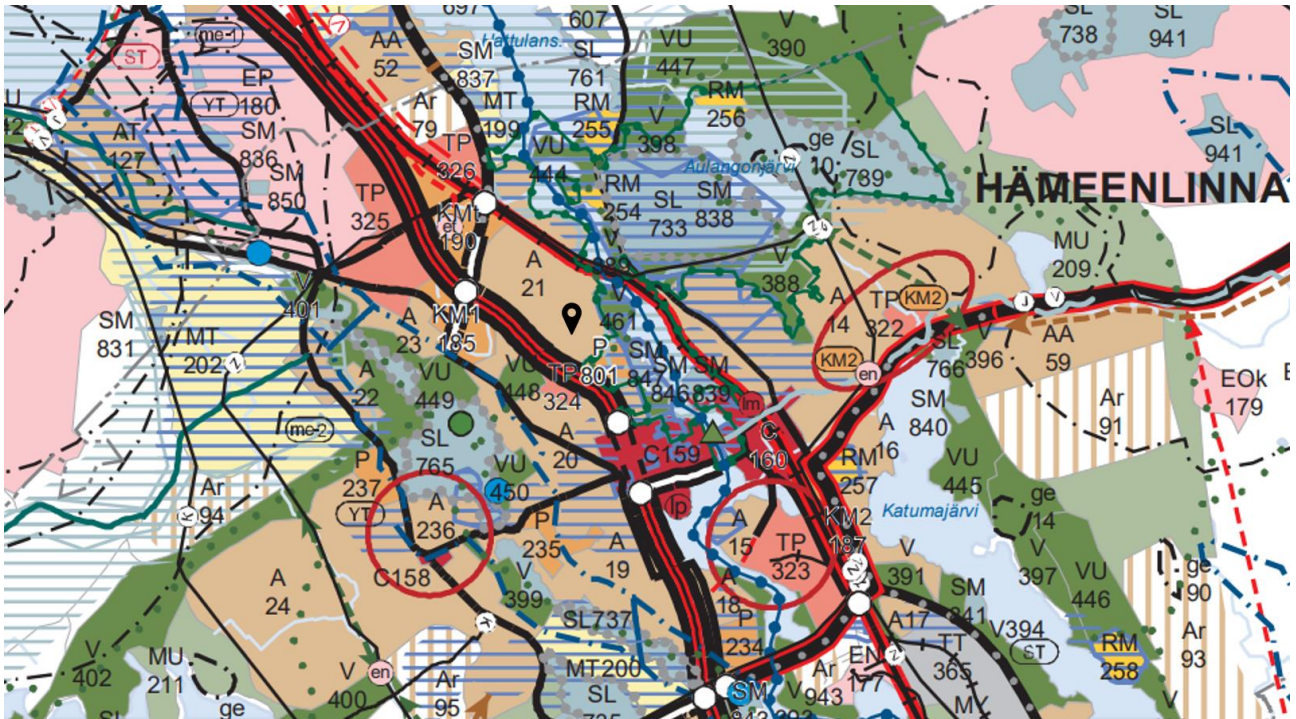 697
607
V
390
SL
738
SL
941
Hattulans.
me-1
ST
AA
52
SM
837
SL
761
VU
447
EP
180
YT
Ar
79
MT
199
RM
255
RM
256
V
398
SL
941
AT
127
SM
836
SM
850
TP
326
VU
444
ge
10
SL
739
Aulangonjärvi
HÄMEENLINNA
TP
325
KMt
et
190
RM
254
SL
733
SM
838
MU
209
V
401
A
21
V
389
V
388
A
14
TP
322
KM2
SM
831
MT
202
A
23
KM1
185
V
461
KM2
SL
766
V
396
AA
59
A
22
VU
449
VU
448
P
801
TP
324
SM
847
SM
846
SM
839
en
EOk
179
me-2
lm
SM
840
Ar
91
SL
765
A
20
C159
C
160
A
16
P
237
YT
VU
450
RM
257
VU
445
Ar
94
A
236
lp
Katumajärvi
ge
14
P
235
A
15
TP
323
KM2
187
C158
A
19
V
391
V
397
VU
446
ge
90
A
24
V
399
A
18
SM
841
SL737
P
234
A17
V394
ST
Ar
93
V
402
MU
211
MT200
EN
177
TT
365
RM
258
V
400
en
Ar
95
SL
SM
Ar
943
ge